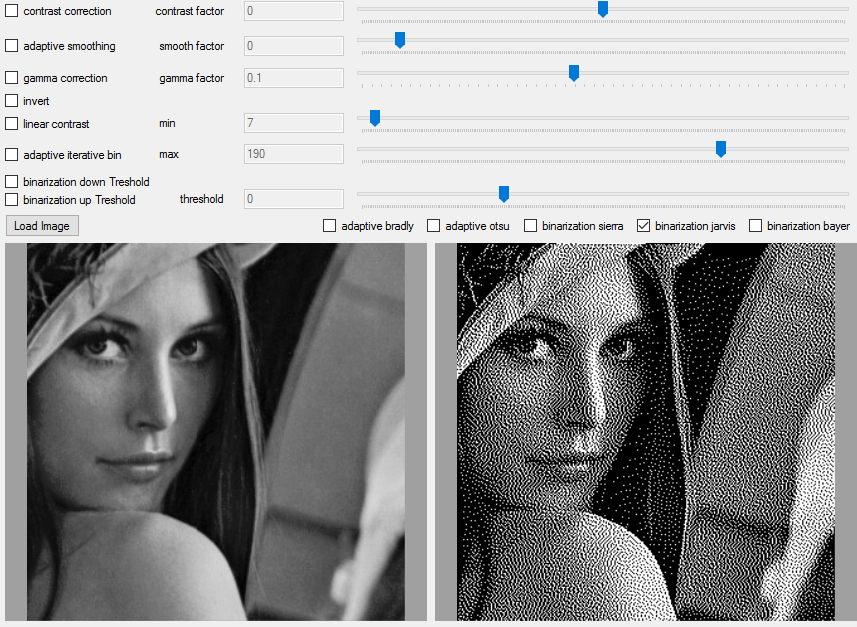 contrast correction contrast factor 0
adaptive smoothing smooth factor 0
gamma correction gamma factor 0.1
invert
linear contrast min 7
adaptive iterative bin max 190
binarization down Treshold
binarization up Treshold threshold 0
Load Image adaptive bradly adaptive otsu binarization sierra binarization jarvis binarization bayer